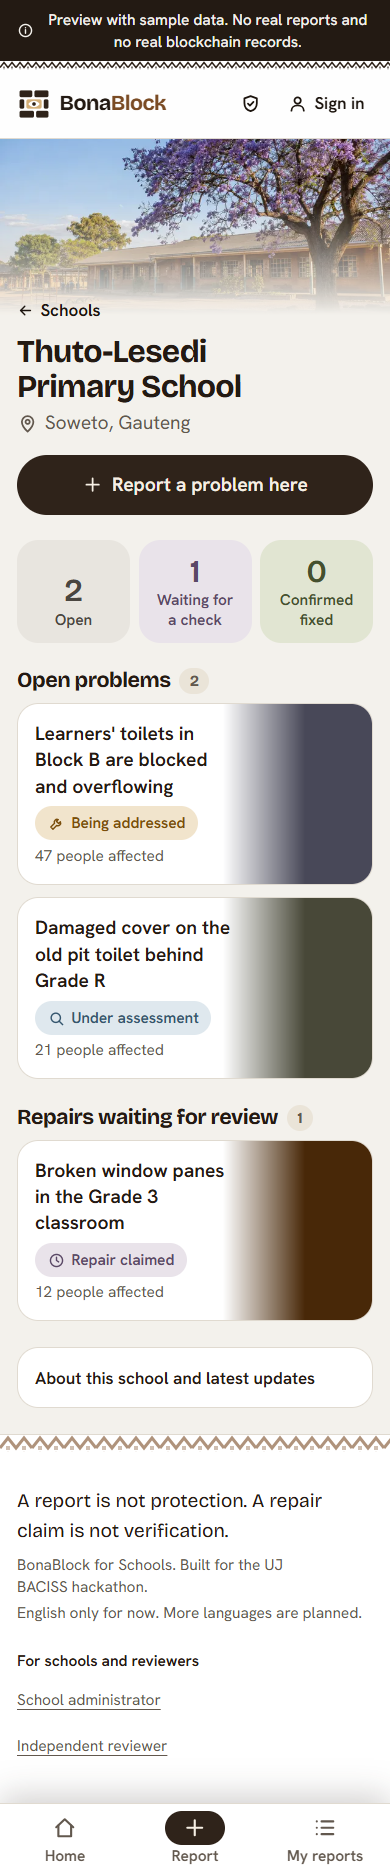 Preview with sample data. No real reports and
no real blockchain records.
BonaBlock
Sign in
Schools
Thuto-Lesedi
Primary School
Soweto, Gauteng
Report a problem here
2
Open
1
Waiting for
a check
0
Confirmed
fixed
Open problems 2
Learners' toilets in
Block B are blocked
and overflowing
Being addressed
47 people affected
Damaged cover on the
old pit toilet behind
Grade R
Under assessment
21 people affected
Repairs waiting for review 1
Broken window panes
in the Grade 3
classroom
Repair claimed
12 people affected
About this school and latest updates
A report is not protection. A repair
claim is not verification.
BonaBlock for Schools. Built for the UJ
BACISS hackathon.
English only for now. More languages are planned.
For schools and reviewers
School administrator
Independent reviewer
Home
Report
My reports